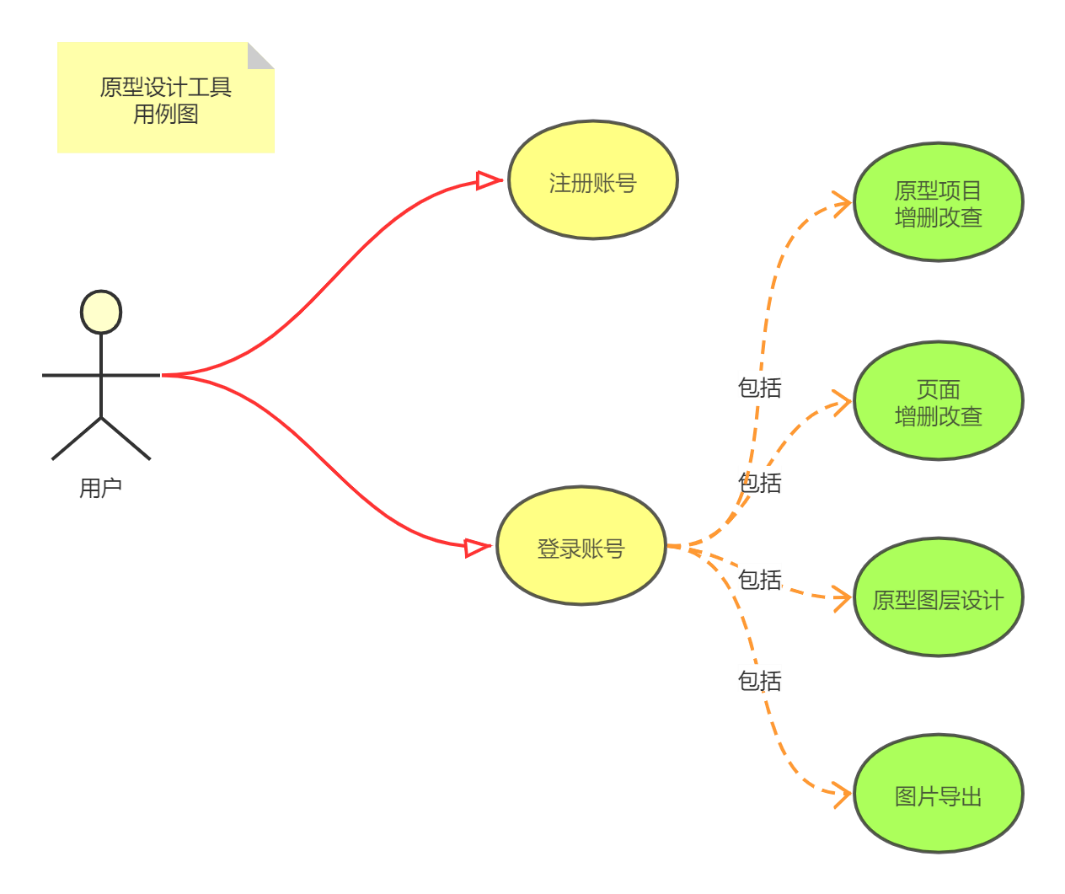 原型设计工具
用例图
注册账号
原型项目
增删改查
包括
页面
增删改查
包括
用户
登录账号
包括
原型图层设计
包括
图片导出